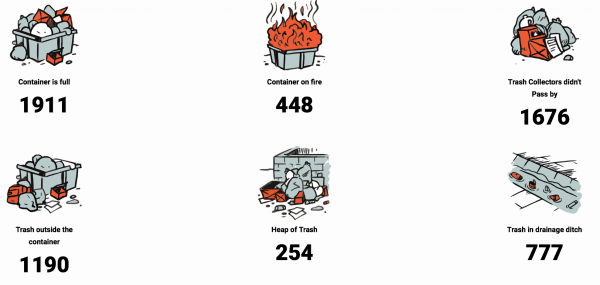 Container is full
1911
Container on fire
448
Trash Collectors didn't
Pass by
1676
Trash outside the
container
1190
Heap of Trash
254
Trash in drainage ditch
777